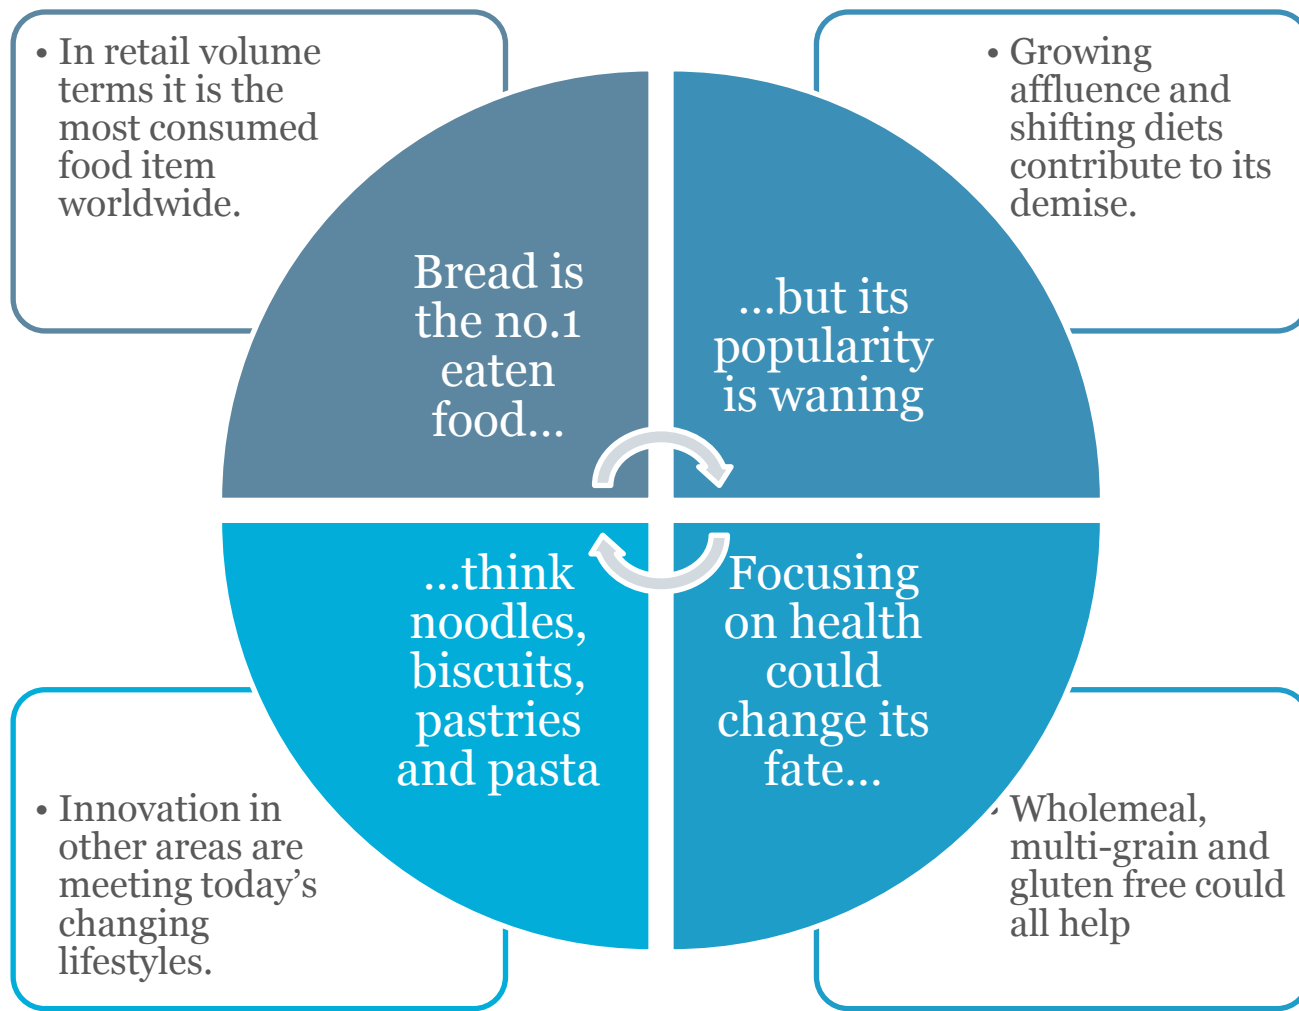 • In retail volume
terms it is the
most consumed
food item
worldwide.
Bread is
the no.1
eaten
food...
• Growing
affluence and
shifting diets
contribute to its
demise.
...but its
popularity
is waning
Focusing
on health
could
change its
fate...
• Wholemeal,
multi-grain and
gluten free could
all help
...think
noodles,
biscuits,
pastries
and pasta
• Innovation in
other areas are
meeting today’s
changing
lifestyles.